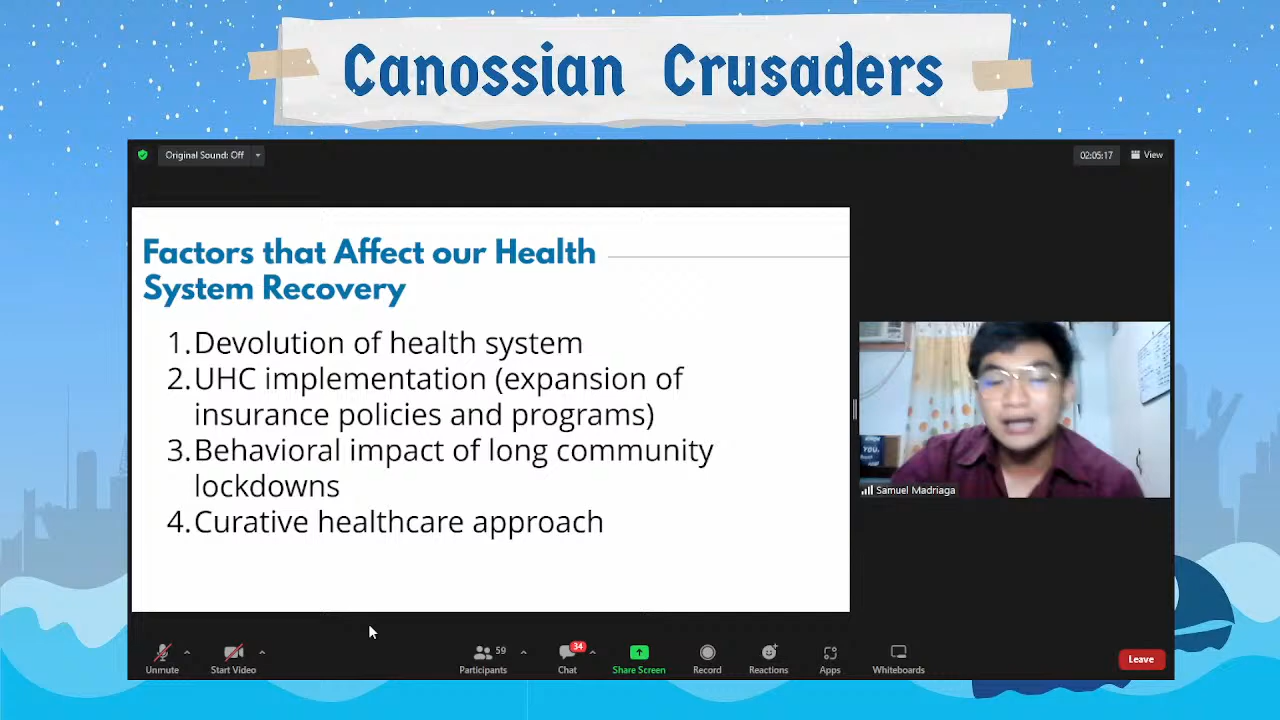 Canossian Crusaders
Original Sound: Off
02:05:17
View
Factors that Affect our Health
System Recovery
1. Devolution of health system
2. UHC implementation (expansion of
insurance policies and programs)
3. Behavioral impact of long community
lockdowns
4. Curative healthcare approach
YOU.
Samuel Madriaga
59
34
Unmute
Start Video
Participants
Chat
Share Screen
Record
Reactions
Apps
Whiteboards
Leave